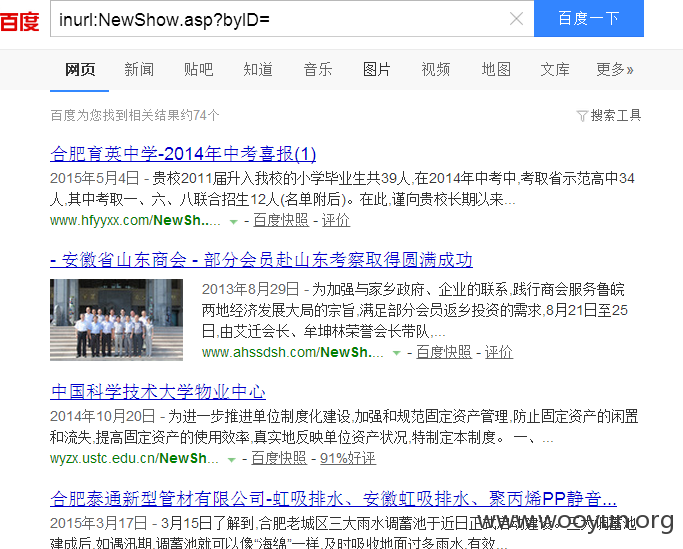 百度 inurl:NewShow.asp?byID= 百度一下
网页 新闻 贴吧 知道 音乐 图片 视频 地图 文库 更多»
百度为您找到相关结果约74个 搜索工具
合肥育英中学-2014年中考喜报(1)
2015年5月4日 - 贵校2011届升入我校的小学毕业生共39人,在2014年中考中,考取省示范高中34
人,其中考取一、六、八联合招生12人(名单附后)。在此,谨向贵校长期以来...
www.hfyyxx.com/NewSh... - 百度快照 - 评价
- 安徽省山东商会 - 部分会员赴山东考察取得圆满成功
2013年8月29日 - 为加强与家乡政府、企业的联系,践行商会服务鲁皖
两地经济发展大局的宗旨,满足部分会员返乡投资的需求,8月21日至25
日,由艾迁会长、牟坤林荣誉会长带队,...
www.ahssdsh.com/NewSh.... - 百度快照 - 评价
中国科学技术大学物业中心
2014年10月20日 - 为进一步推进单位制度化建设,加强和规范固定资产管理,防止固定资产的闲置
和流失,提高固定资产的使用效率,真实地反映单位资产状况,特制定本制度。 一、...
wyzx.ustc.edu.cn/NewSh... - 百度快照 - 91%好评
合肥泰通新型管材有限公司-虹吸排水、安徽虹吸排水、聚丙烯PP静音...
2015年3月17日 - 3月15日了解到,合肥老城区三大雨水调蓄池于近日正式启动建设。三大调蓄池
建成后,如遇汛期,调蓄池就可以像“海绵”一样,及时吸收地面过多雨水,有效...
www.wooyun.org